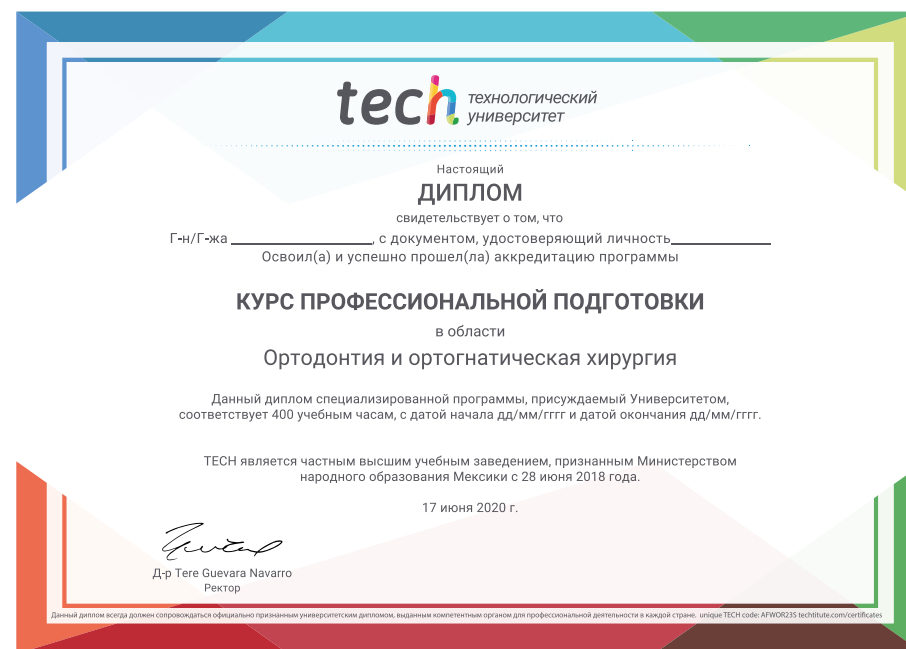 tech технологический университет
Настоящий
ДИПЛОМ
свидетельствует о том, что
Г-н/Г-жа ____________________, с документом, удостоверяющий личность______________
Освоил(а) и успешно прошел(ла) аккредитацию программы
КУРС ПРОФЕССИОНАЛЬНОЙ ПОДГОТОВКИ
в области
Ортодонтия и ортогнатическая хирургия
Данный диплом специализированной программы, присуждаемый Университетом,
соответствует 400 учебным часам, с датой начала дд/мм/гггг и датой окончания дд/мм/гггг.
TECH является частным высшим учебным заведением, признанным Министерством
народного образования Мексики с 28 июня 2018 года.
17 июня 2020 г.
Д-р Tere Guevara Navarro
Ректор
Данный диплом всегда должен сопровождаться официально признанным университетским дипломом, выданным компетентным органом для профессиональной деятельности в каждой стране. unique TECH code: AFWOR23S techtitute.com/certificates